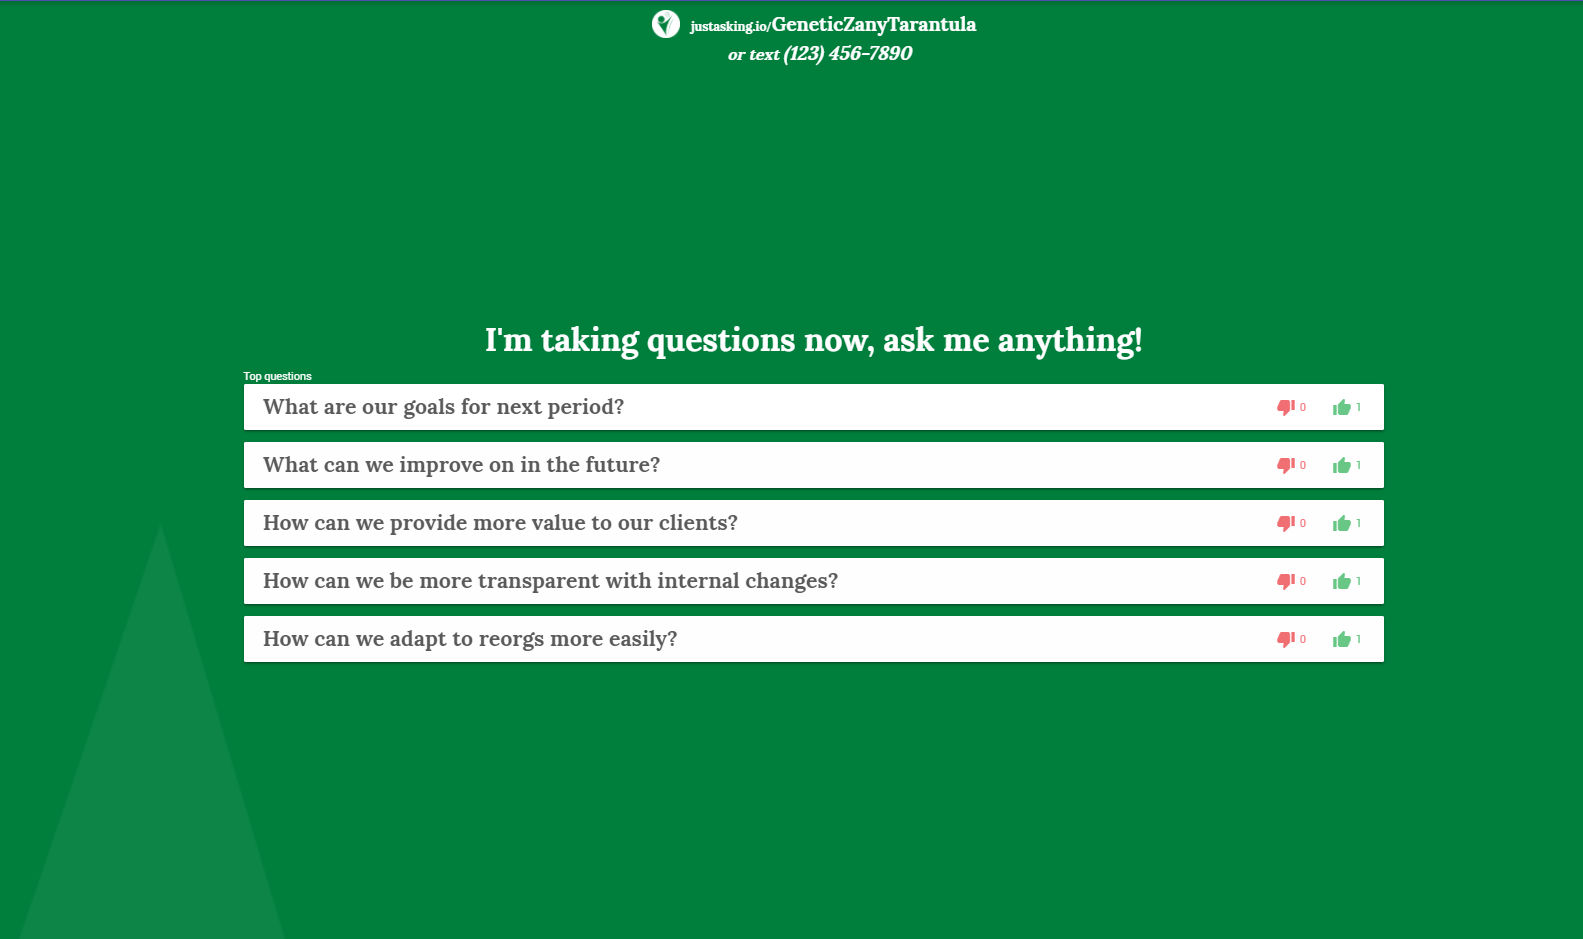 justasking.io/GeneticZanyTarantula
or text (123) 456-7890
I'm taking questions now, ask me anything!
Top questions
What are our goals for next period? 0 1
What can we improve on in the future? 0 1
How can we provide more value to our clients? 0 1
How can we be more transparent with internal changes? 0 1
How can we adapt to reorgs more easily? 0 1